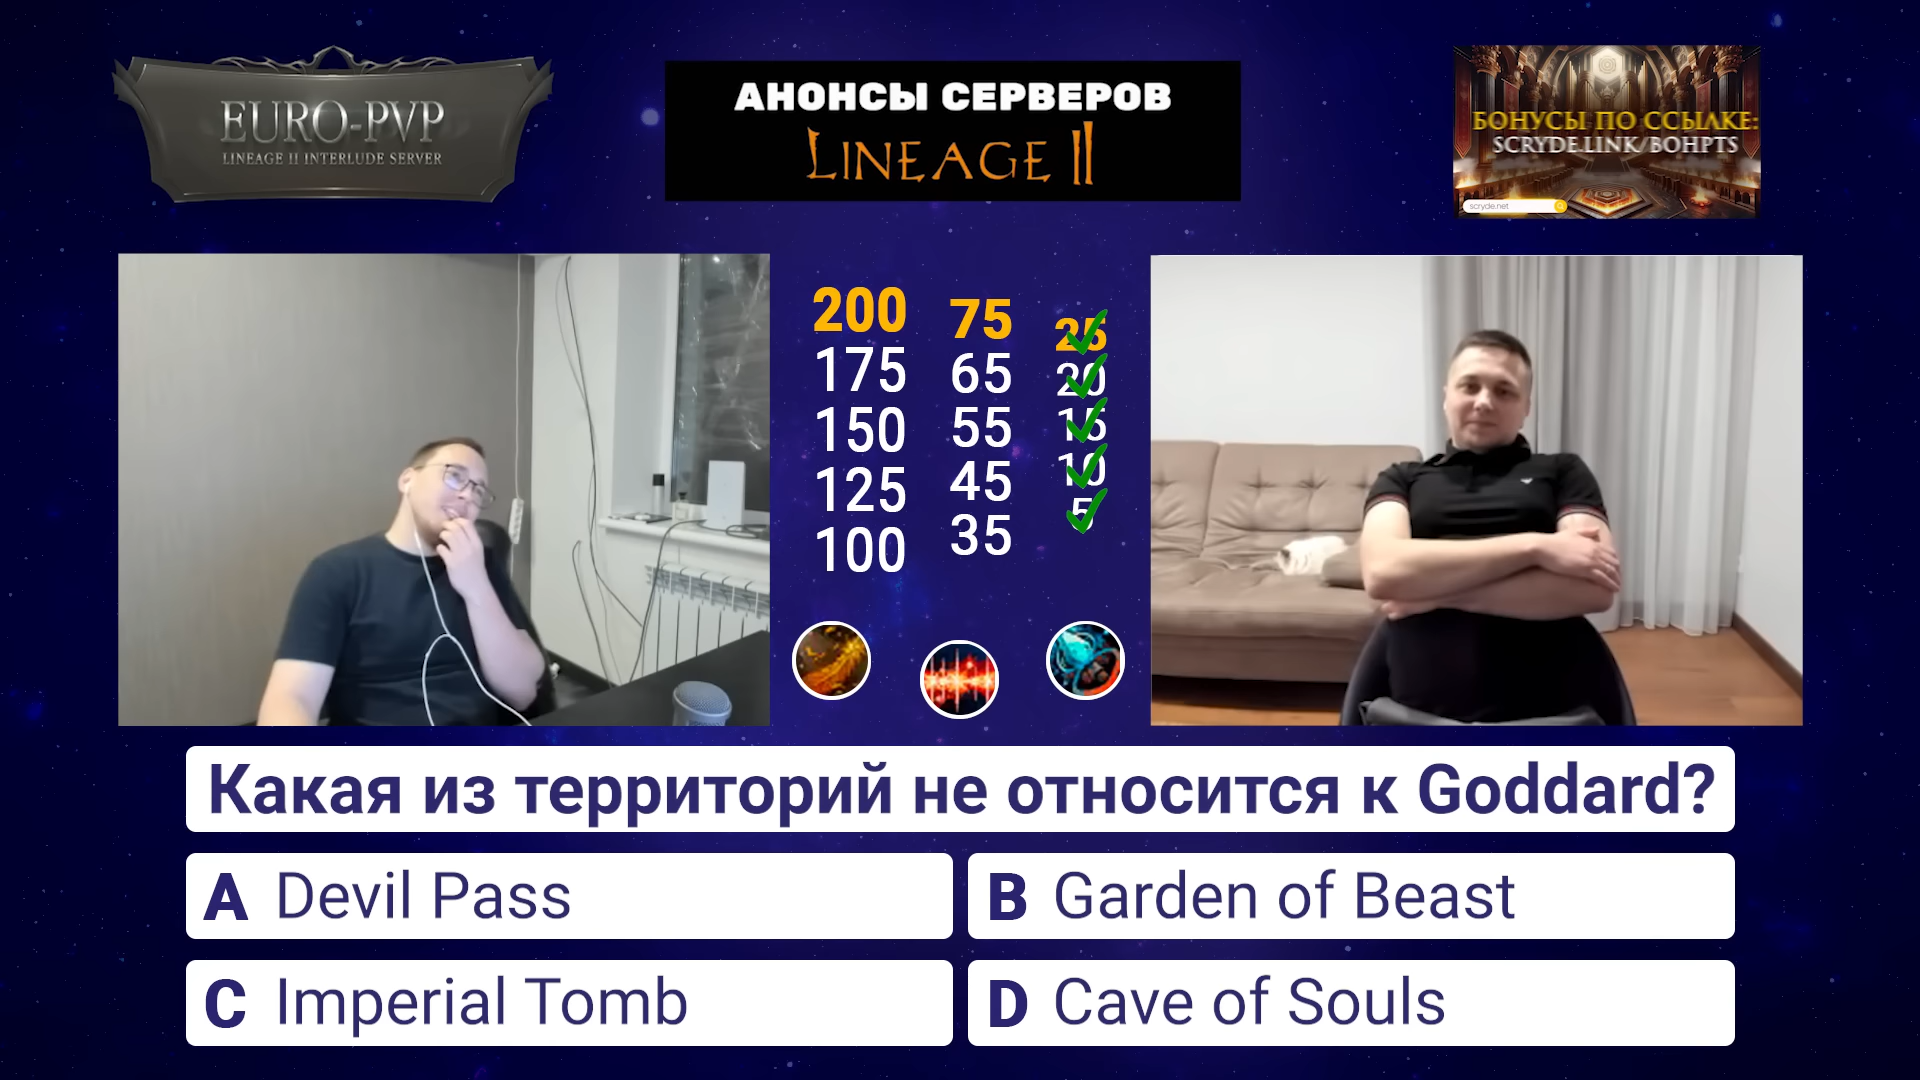 EURO-PVP
LINEAGE II INTERLUDE SERVER
АНОНСЫ СЕРВЕРОВ
LINEAGE II
БОНУСЫ ПО ССЫЛКЕ:
SCRYDE.LINK/BOHPTS
scryde.net
200 75 25
175 65 20
150 55 15
125 45 10
100 35 5
Какая из территорий не относится к Goddard?
A Devil Pass
B Garden of Beast
C Imperial Tomb
D Cave of Souls